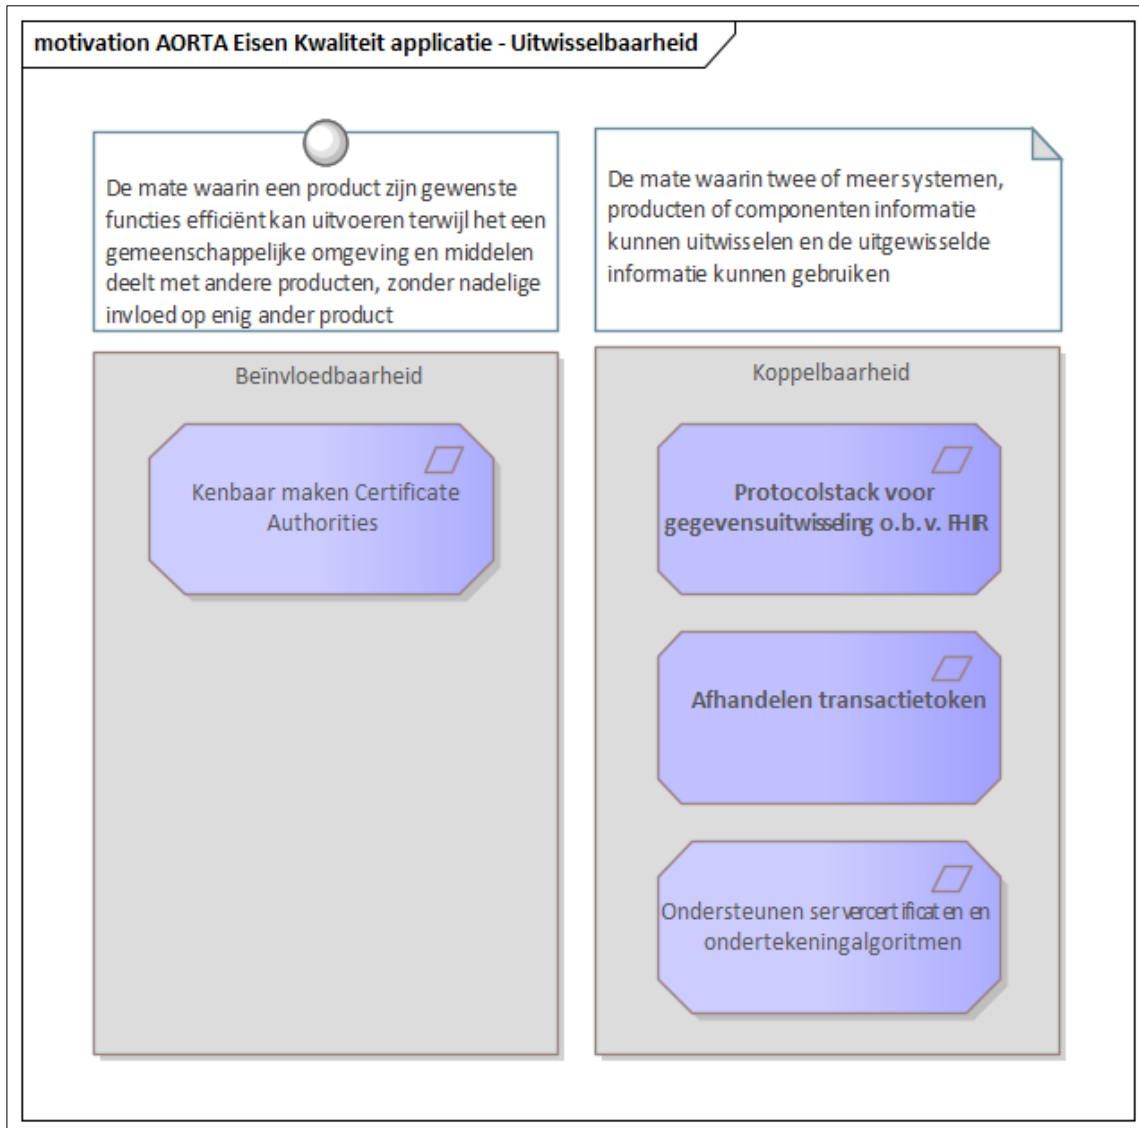 motivation AORTA Eisen Kwaliteit applicatie - Uitwisselbaarheid
De mate waarin een product zijn gewenste
functies efficiënt kan uitvoeren terwijl het een
gemeenschappelijke omgeving en middelen
deelt met andere producten, zonder nadelige
invloed op enig ander product
De mate waarin twee of meer systemen,
producten of componenten informatie
kunnen uitwisselen en de uitgewisselde
informatie kunnen gebruiken
Beïnvloedbaarheid
Kenbaar maken Certificate
Authorities
Koppelbaarheid
Protocolstack voor
gegevensuitwisseling o.b.v. FHIR
Afhandelen transactietoken
Ondersteunen servercertificaten en
ondertekeningalgoritmen